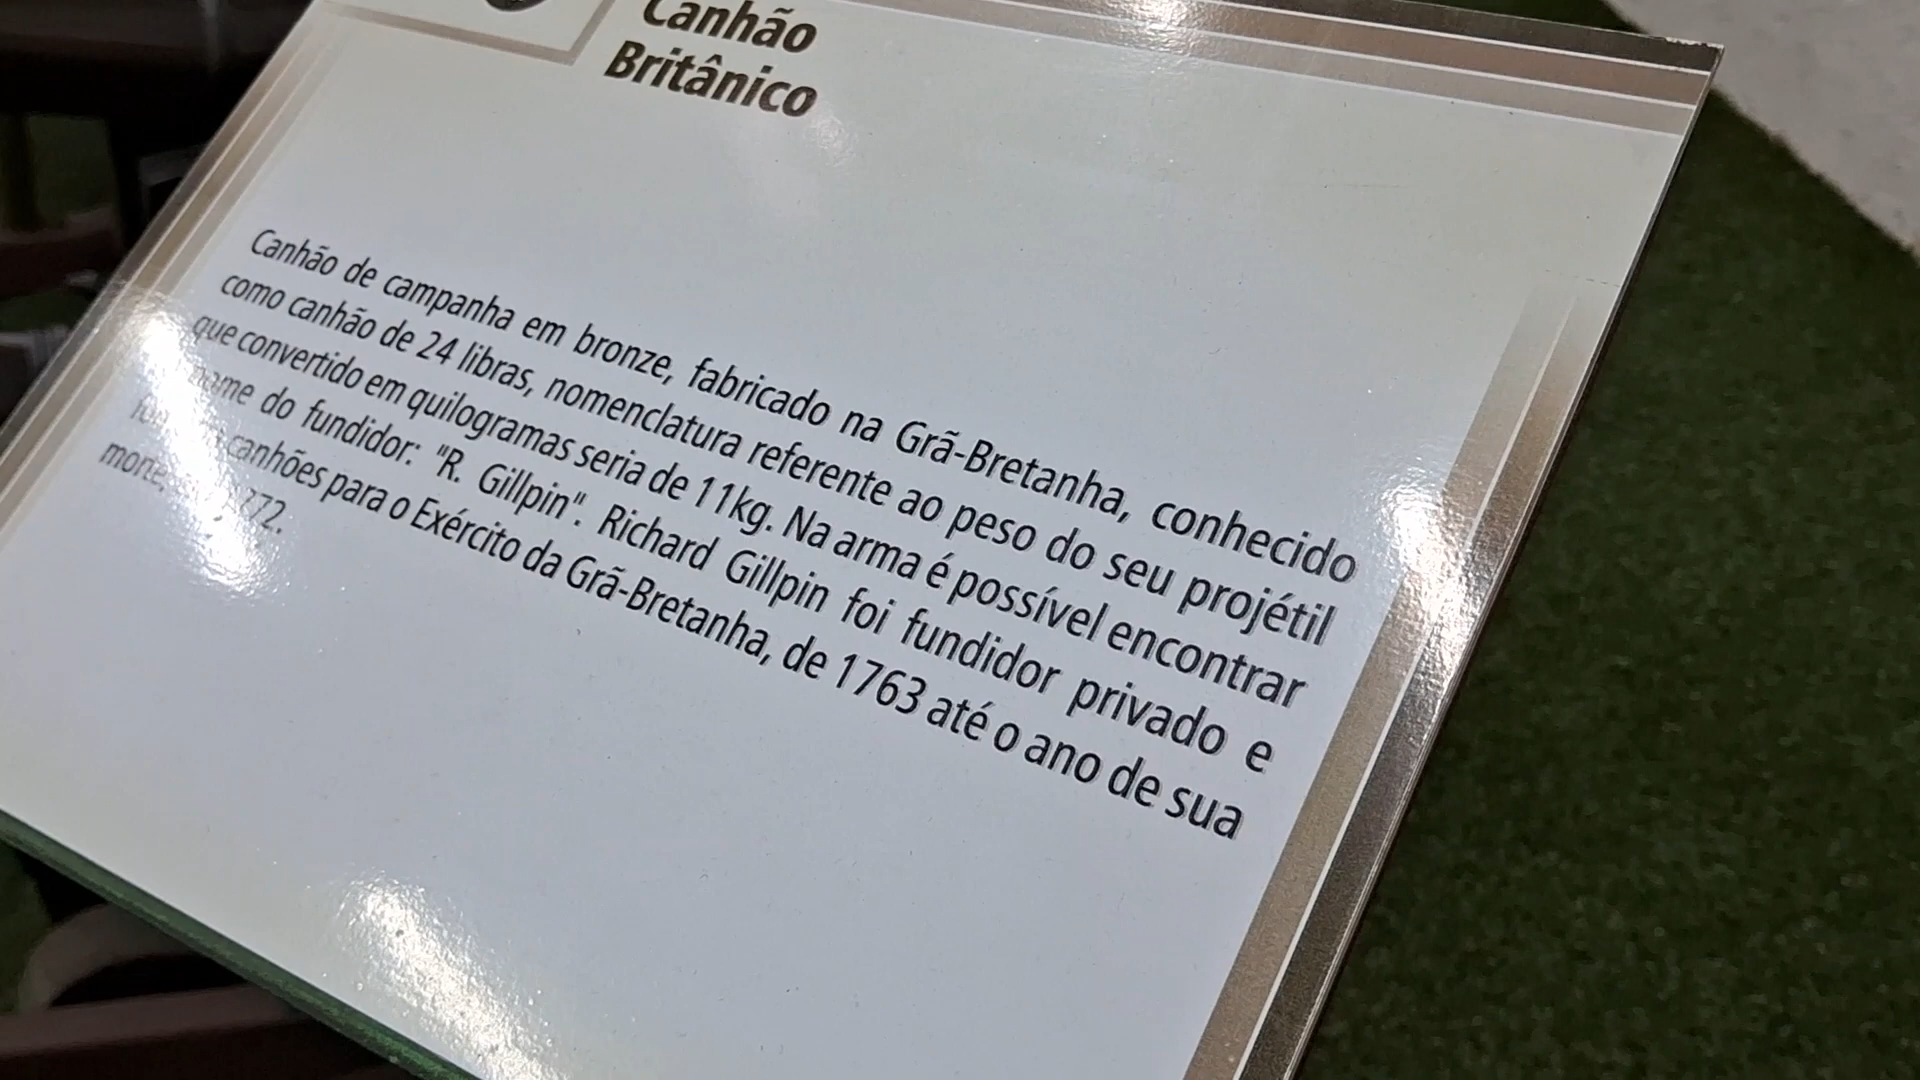 Canhão
Britânico
Canhão de campanha em bronze, fabricado na Grã-Bretanha, conhecido
como canhão de 24 libras, nomenclatura referente ao peso do seu projétil
que convertido em quilogramas seria de 11kg. Na arma é possível encontrar
nome do fundidor: "R. Gillpin". Richard Gillpin foi fundidor privado e
canhões para o Exército da Grã-Bretanha, de 1763 até o ano de sua
morte,